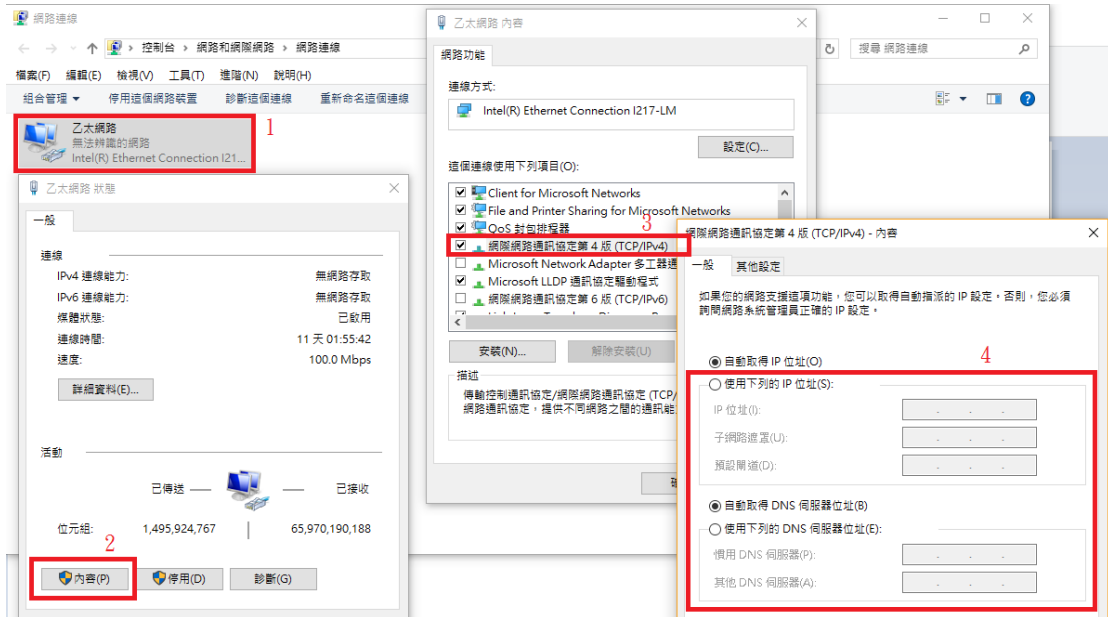 網路連線
控制台 › 網路和網際網路 › 網路連線
搜尋 網路連線
檔案(F) 編輯(E) 檢視(V) 工具(T) 進階(N) 說明(H)
組合管理 停用這個網路裝置 診斷這個連線 重新命名這個連線
乙太網路
無法辨識的網路
Intel(R) Ethernet Connection I21...
1
乙太網路 狀態
一般
連線
IPv4 連線能力: 無網路存取
IPv6 連線能力: 無網路存取
媒體狀態: 已啟用
連線時間: 11 天 01:55:42
速度: 100.0 Mbps
詳細資料(E)...
活動
已傳送 已接收
位元組: 1,495,924,767 65,970,190,188
2
內容(P) 停用(D) 診斷(G)
乙太網路 內容
網路功能
連線方式:
Intel(R) Ethernet Connection I217-LM
設定(C)...
這個連線使用下列項目(O):
Client for Microsoft Networks
File and Printer Sharing for Microsoft Networks
QoS 封包排程器
3
網際網路通訊協定第 4 版 (TCP/IPv4)
Microsoft Network Adapter 多工器通
Microsoft LLDP 通訊協定驅動程式
網際網路通訊協定第 6 版 (TCP/IPv6)
安裝(N)... 解除安裝(U)
描述
傳輸控制通訊協定/網際網路通訊協定 (TCP/
網路通訊協定，提供不同網路之間的通訊能
網際網路通訊協定第 4 版 (TCP/IPv4) - 內容
一般 其他設定
如果您的網路支援這項功能，您可以取得自動指派的 IP 設定。否則，您必須
詢問網路系統管理員正確的 IP 設定。
4
自動取得 IP 位址(O)
使用下列的 IP 位址(S):
IP 位址(I):
子網路遮罩(U):
預設閘道(D):
自動取得 DNS 伺服器位址(B)
使用下列的 DNS 伺服器位址(E):
慣用 DNS 伺服器(P):
其他 DNS 伺服器(A):